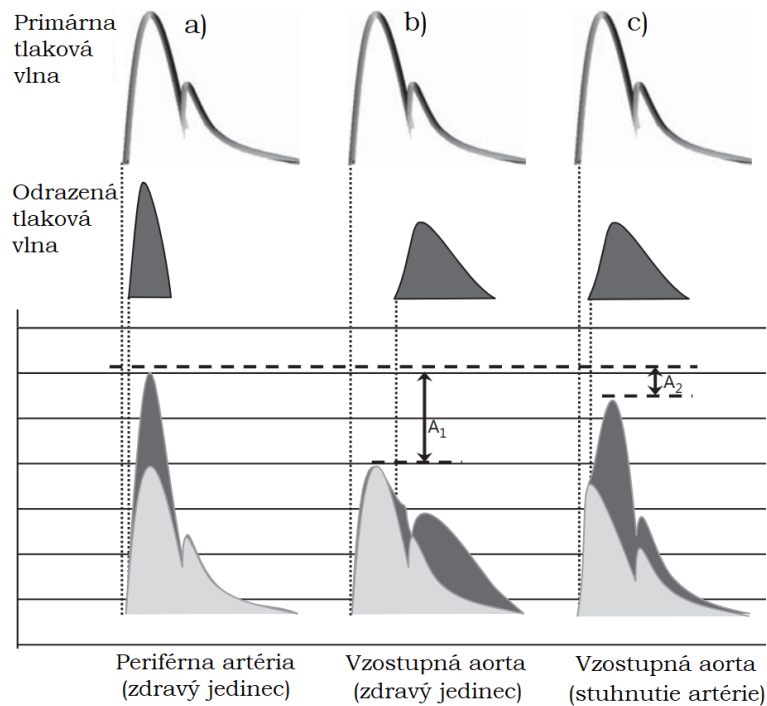 Primárna
tlaková
vlna
a)
b)
c)
Odrazená
tlaková
vlna
A1
A2
Periférna artéria
(zdravý jedinec)
Vzostupná aorta
(zdravý jedinec)
Vzostupná aorta
(stuhnutie artérie)